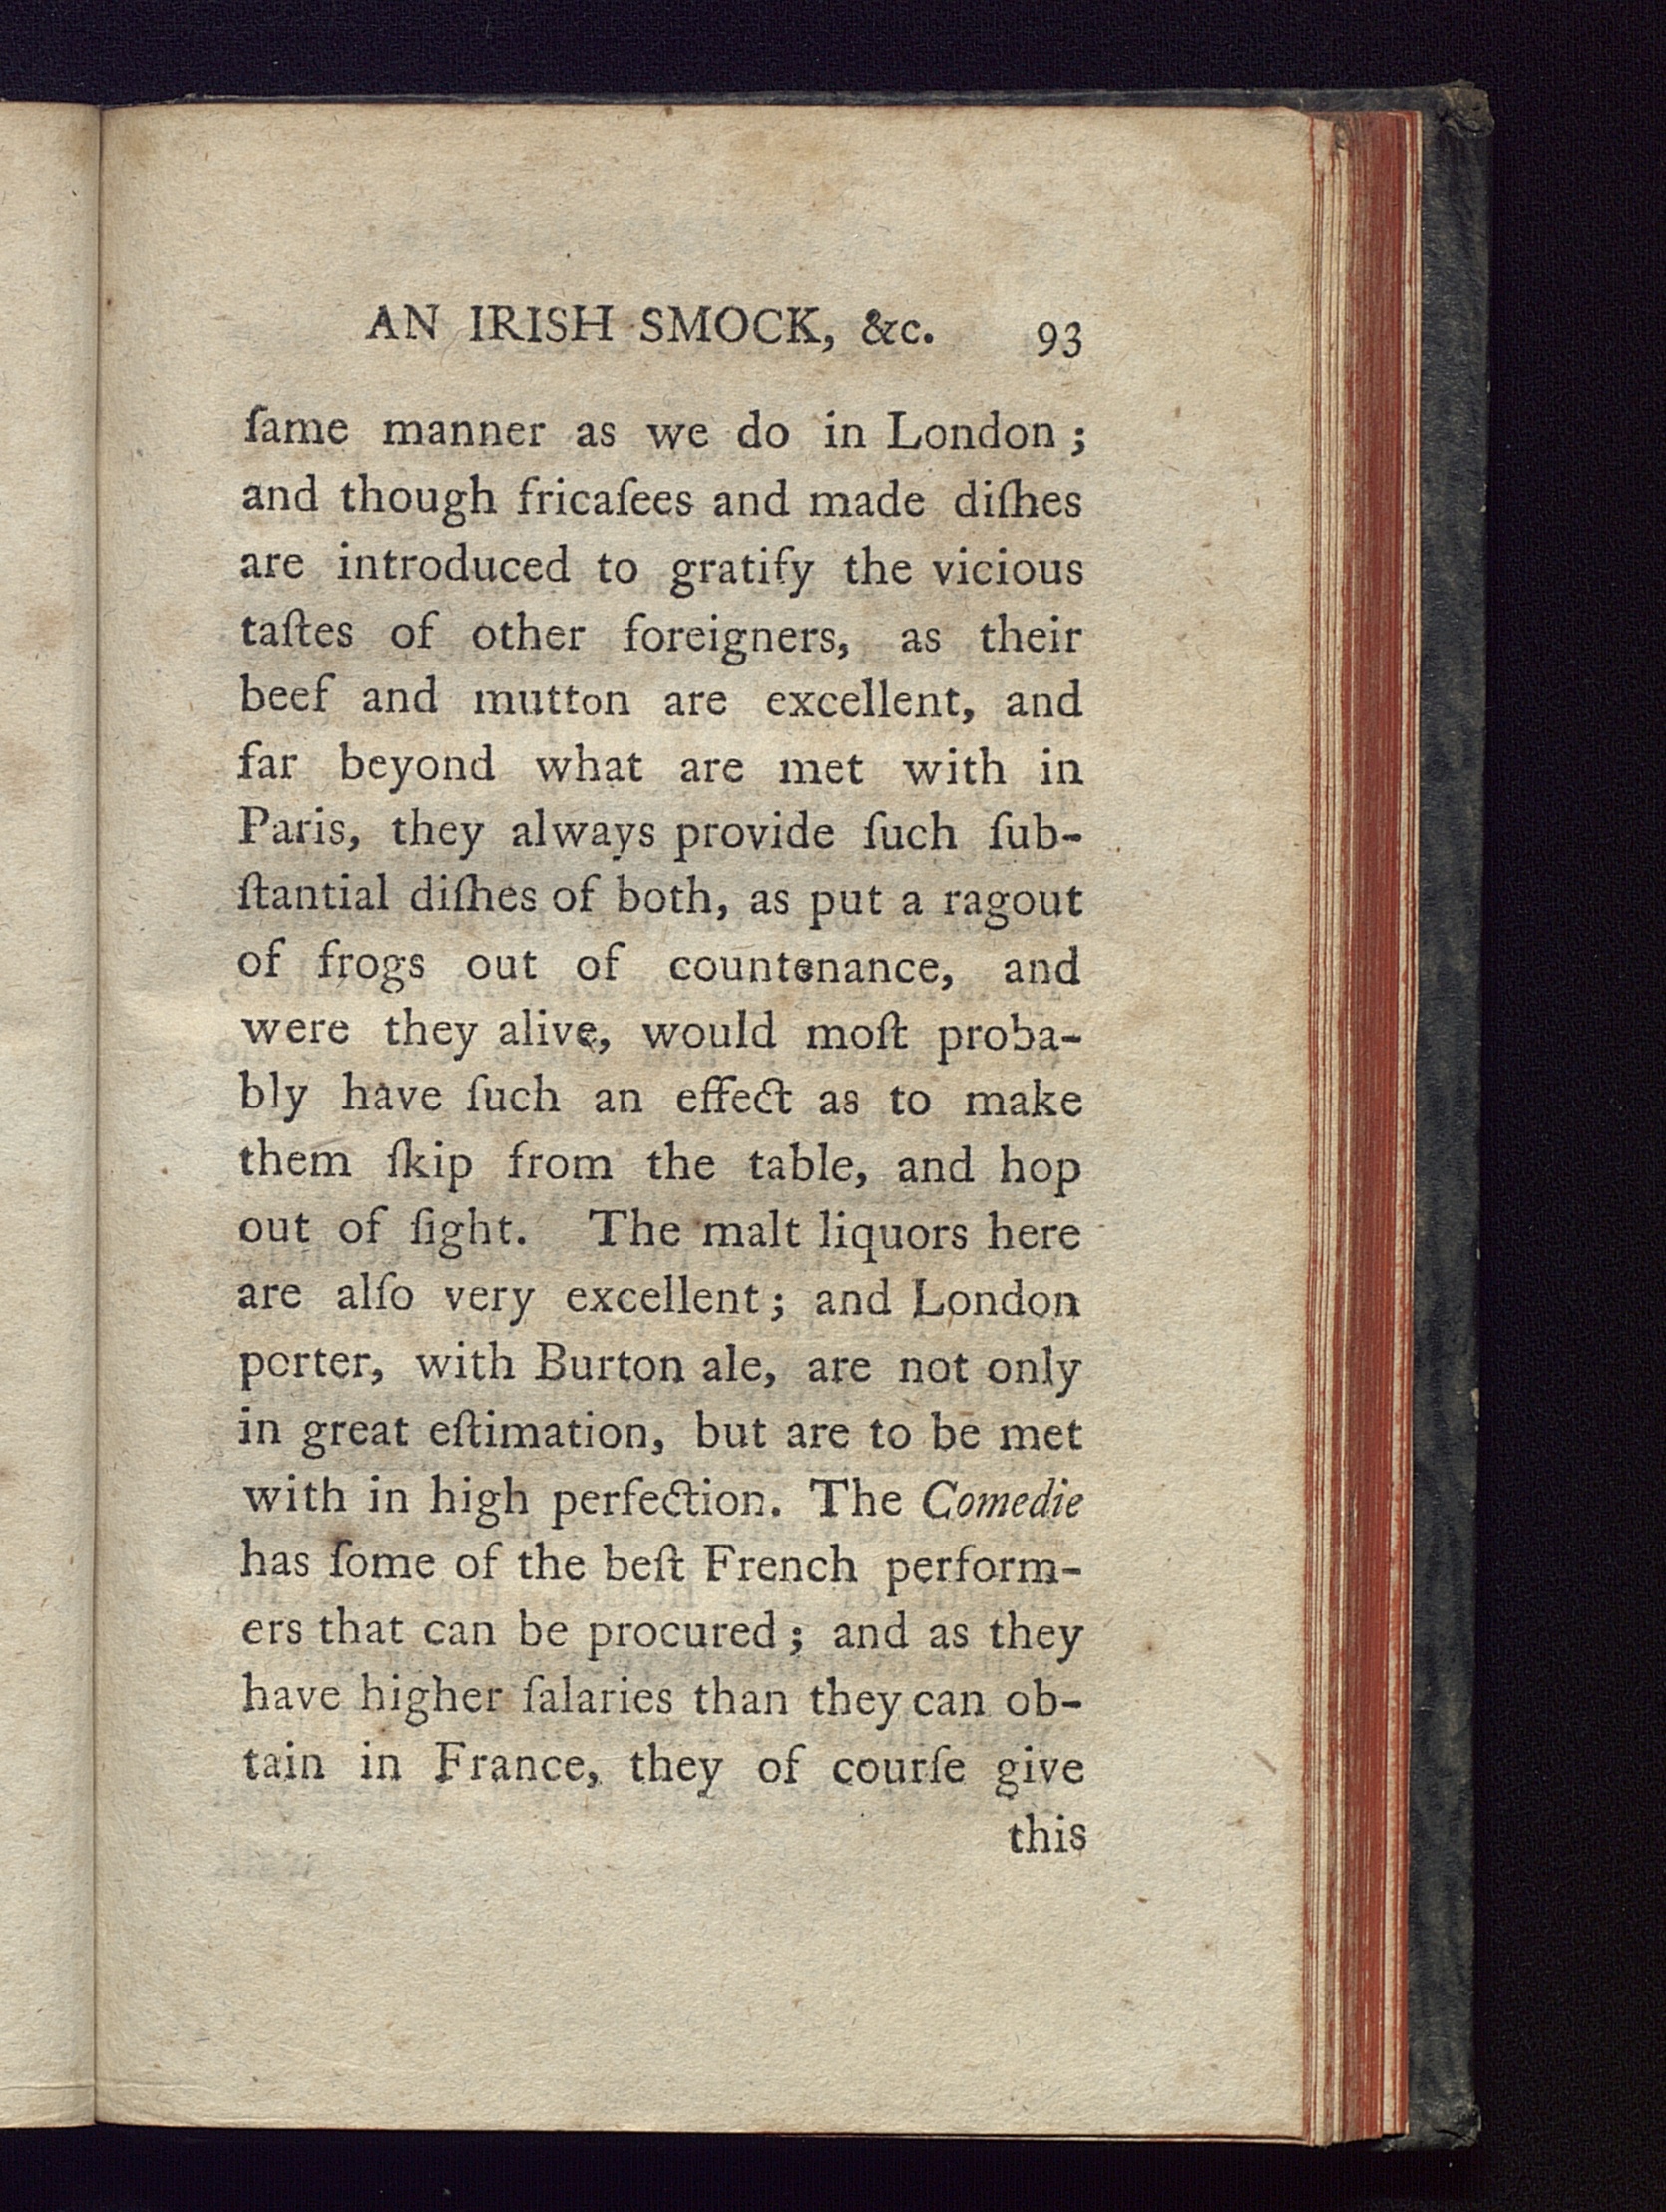 AN IRISH SMOCK, &c. 93
ſame manner as we do in London;
and though fricaſees and made diſhes
are introduced to gratify the vicious
taſtes of other foreigners, as their
beef and mutton are excellent, and
far beyond what are met with in
Paris, they always provide ſuch ſub-
ſtantial diſhes of both, as put a ragout
of frogs out of countenance, and
were they alive, would moſt proba-
bly have ſuch an effect as to make
them ſkip from the table, and hop
out of ſight. The malt liquors here
are alſo very excellent; and London
porter, with Burton ale, are not only
in great eſtimation, but are to be met
with in high perfection. The Comedie
has ſome of the beſt French perform-
ers that can be procured; and as they
have higher ſalaries than they can ob-
tain in France, they of courſe give
this